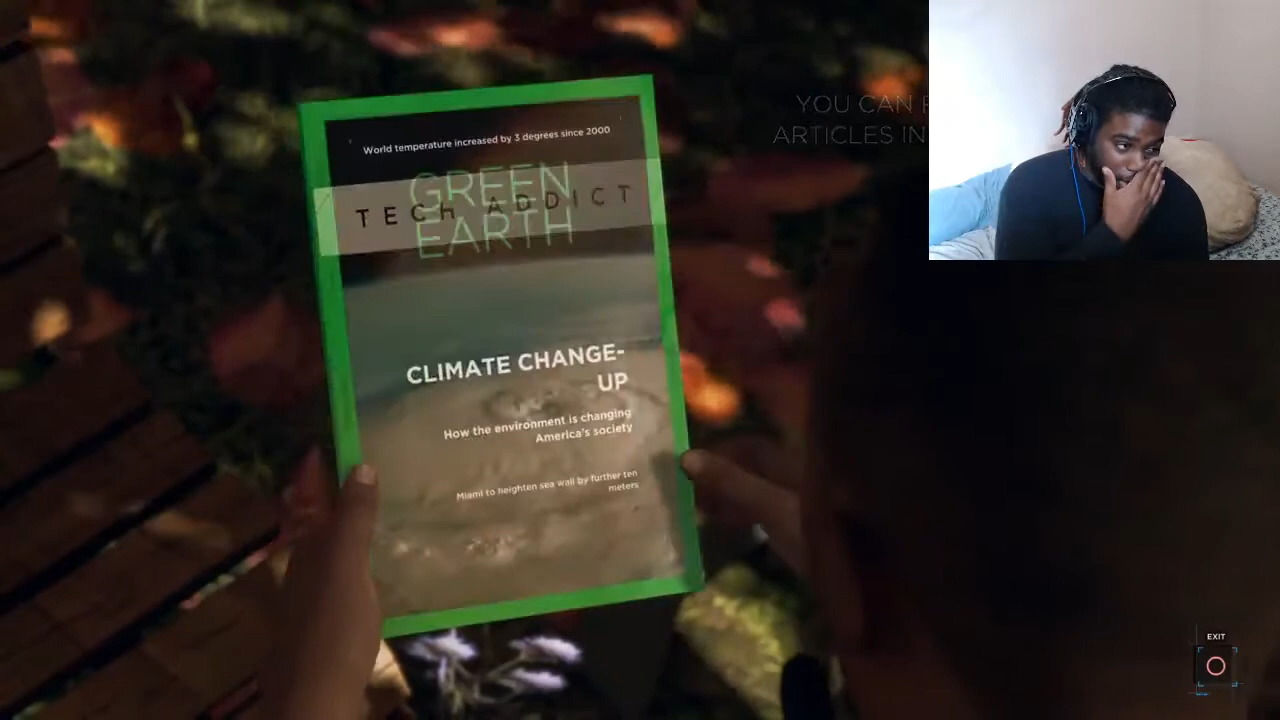 YOU CAN
ARTICLES IN
World temperature increased by 3 degrees since 2000
GREEN
TECh ADDICT
EARTH
CLIMATE CHANGE-
UP
How the environment is changing
America's society
Miami to heighten sea wall by further ten
meters
EXIT